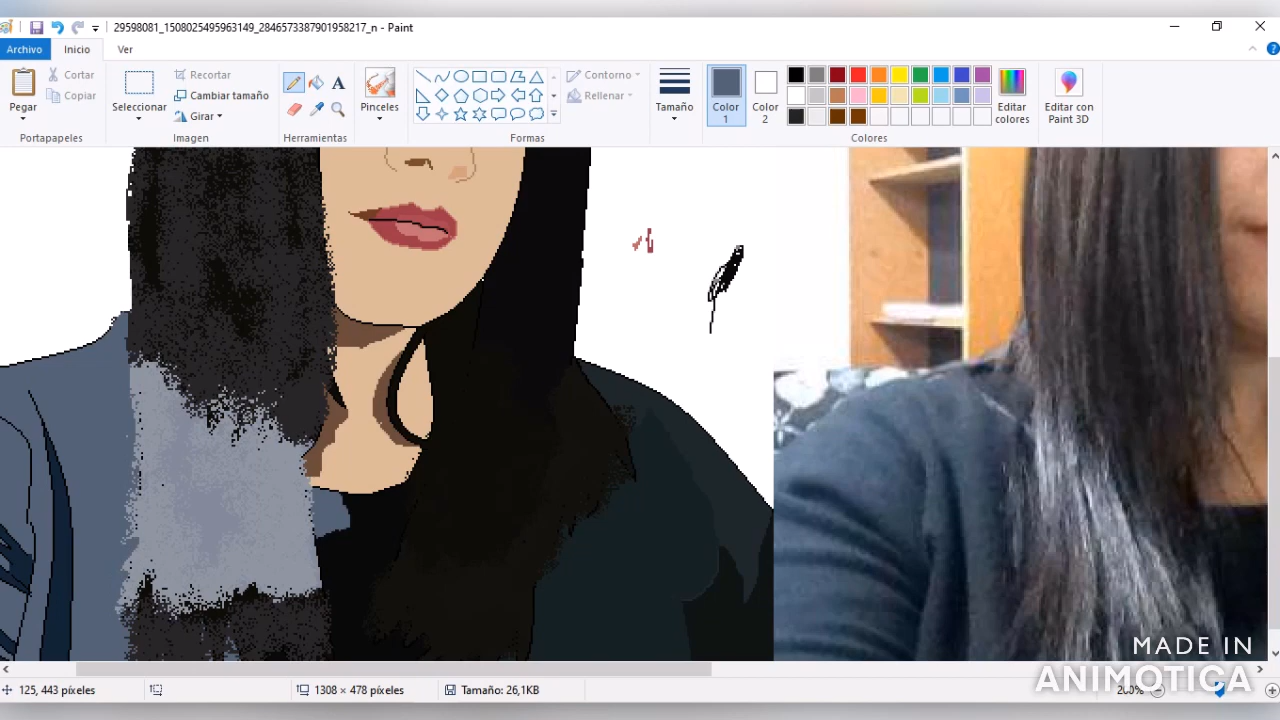 29598081_1508025495963149_2846573387901958217_n - Paint
Archivo Inicio Ver
Pegar
Cortar
Copiar
Portapapeles
Seleccionar
Recortar
Cambiar tamaño
Girar
Imagen
A
Herramientas
Pinceles
Contorno
Rellenar
Formas
Tamaño
Color
1
Color
2
Colores
Editar
colores
Editar con
Paint 3D
MADE IN
ANIMOTICA
125, 443 píxeles
1308 × 478 píxeles
Tamaño: 26,1KB